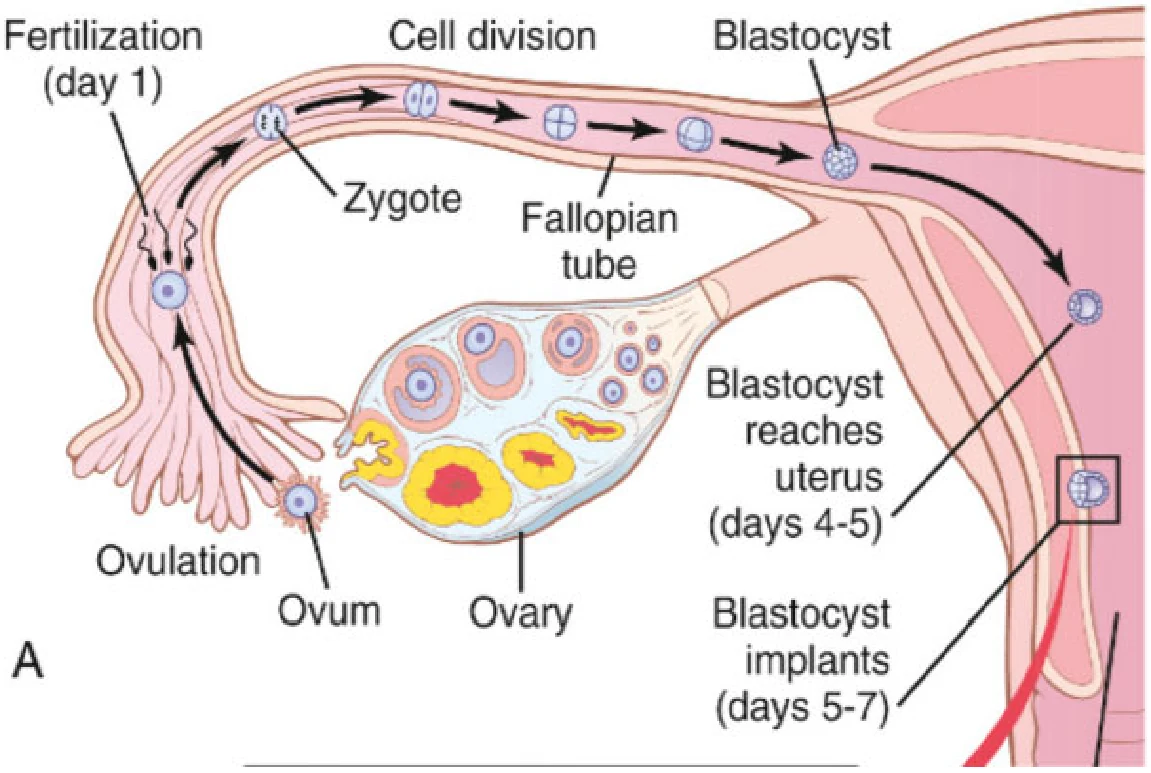 Fertilization
(day 1)
Cell division
Blastocyst
Zygote
Fallopian
tube
Blastocyst
reaches
uterus
(days 4-5)
Ovulation
Ovum
Ovary
Blastocyst
implants
(days 5-7)
A